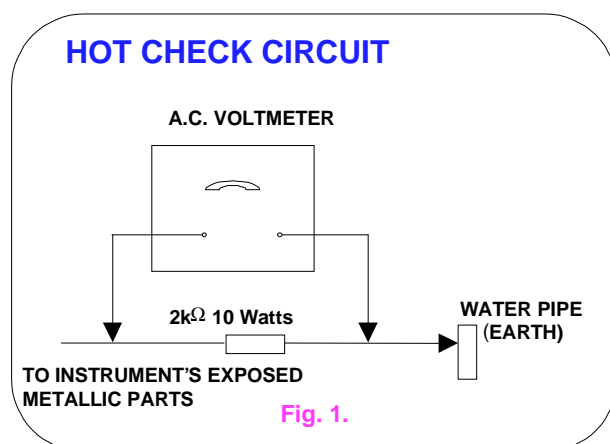 HOT CHECK CIRCUIT
A.C. VOLTMETER
2kΩ 10 Watts
WATER PIPE
(EARTH)
TO INSTRUMENT'S EXPOSED
METALLIC PARTS
Fig. 1.